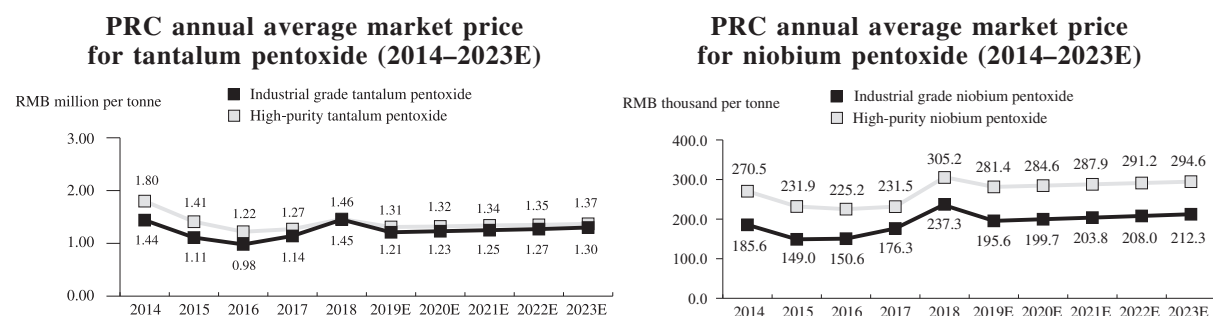 PRC annual average market price
for tantalum pentoxide (2014–2023E)
RMB million per tonne
Industrial grade tantalum pentoxide
High-purity tantalum pentoxide
3.00
2.00
1.00
0.00
1.80 1.41 1.22 1.27 1.46 1.31 1.32 1.34 1.35 1.37
1.44 1.11 0.98 1.14 1.45 1.21 1.23 1.25 1.27 1.30
2014 2015 2016 2017 2018 2019E 2020E 2021E 2022E 2023E
PRC annual average market price
for niobium pentoxide (2014–2023E)
RMB thousand per tonne
Industrial grade niobium pentoxide
High-purity niobium pentoxide
400.0
300.0
200.0
100.0
0.0
270.5 231.9 225.2 231.5 305.2 281.4 284.6 287.9 291.2 294.6
185.6 149.0 150.6 176.3 237.3 195.6 199.7 203.8 208.0 212.3
2014 2015 2016 2017 2018 2019E 2020E 2021E 2022E 2023E